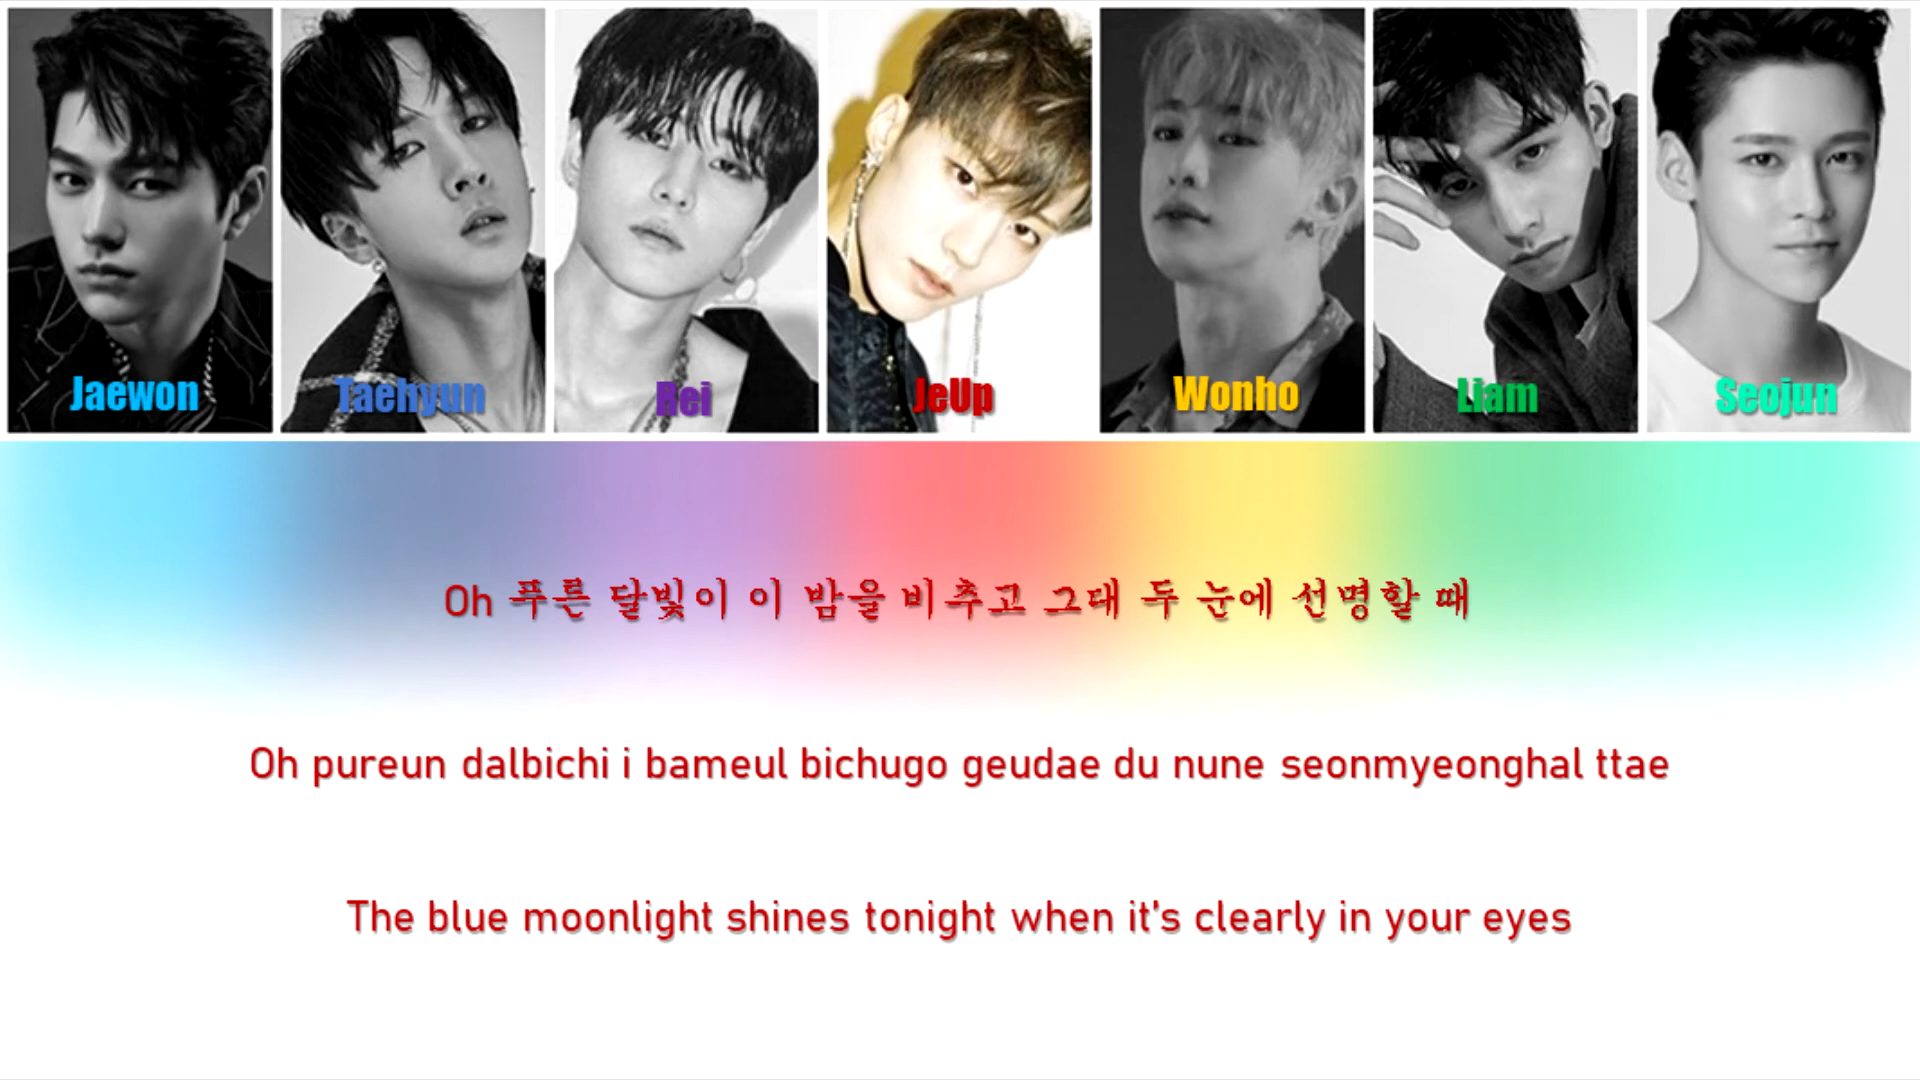 Jaewon
Taehyun
Rei
JeUp
Wonho
Liam
Seojun
Oh 푸른 달빛이 이 밤을 비추고 그대 두 눈에 선명할 때
Oh pureun dalbichi i bameul bichugo geudae du nune seonmyeonghal ttae
The blue moonlight shines tonight when it's clearly in your eyes